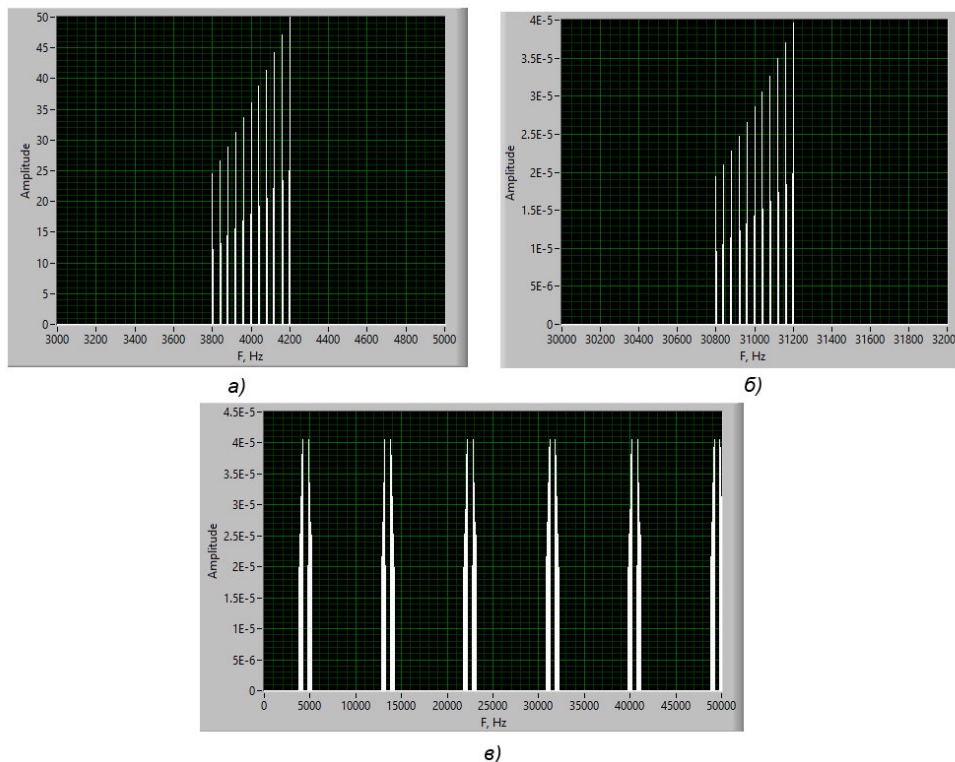 50
45
40
35
30
25
20
15
10
5
0
Amplitude
3000 3200 3400 3600 3800 4000 4200 4400 4600 4800 5000
F, Hz
а)
4E-5
3.5E-5
3E-5
2.5E-5
2E-5
1.5E-5
1E-5
5E-6
0
Amplitude
30000 30200 30400 30600 30800 31000 31200 31400 31600 31800 3200
F, Hz
б)
4.5E-5
4E-5
3.5E-5
3E-5
2.5E-5
2E-5
1.5E-5
1E-5
5E-6
0
Amplitude
0 5000 10000 15000 20000 25000 30000 35000 40000 45000 50000
F, Hz
в)